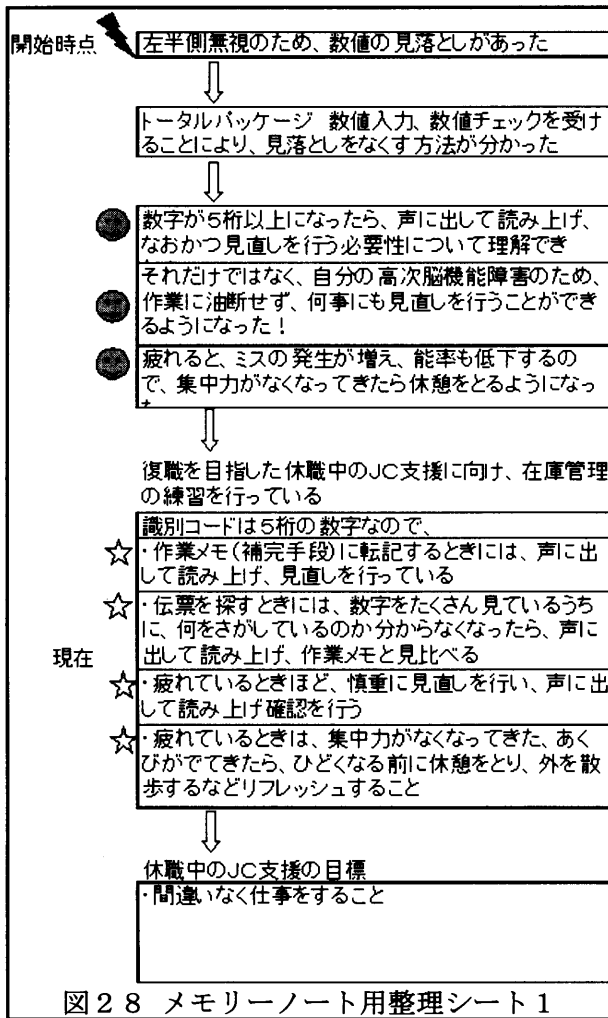 開始時点
左半側無視のため、数値の見落としがあった
トータルパッケージ 数値入力、数値チェックを受け
ることにより、見落としをなくす方法が分かった
数字が5桁以上になったら、声に出して読み上げ、
なおかつ見直しを行う必要性について理解でき
それだけではなく、自分の高次脳機能障害のため、
作業に油断せず、何事にも見直しを行うことができ
るようになった!
疲れると、ミスの発生が増え、能率も低下するの
で、集中力がなくなってきたら休憩をとるようになっ
復職を目指した休職中のJC支援に向け、在庫管理
の練習を行っている
識別コードは5桁の数字なので、
・作業メモ(補完手段)に転記するときには、声に出
して読み上げ、見直しを行っている
・伝票を探すときには、数字をたくさん見ているうち
に、何をさがしているのか分からなくなったら、声に
出して読み上げ、作業メモと見比べる
現在
・疲れているときほど、慎重に見直しを行い、声に出
して読み上げ確認を行う
・疲れているときは、集中力がなくなってきた、あく
びがでてきたら、ひどくなる前に休憩をとり、外を散
歩するなどリフレッシュすること
休職中のJC支援の目標
・間違いなく仕事をすること
図28 メモリーノート用整理シート1